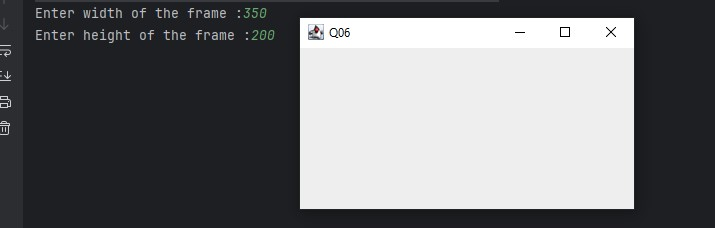 Enter width of the frame :350
Enter height of the frame :200
Q06